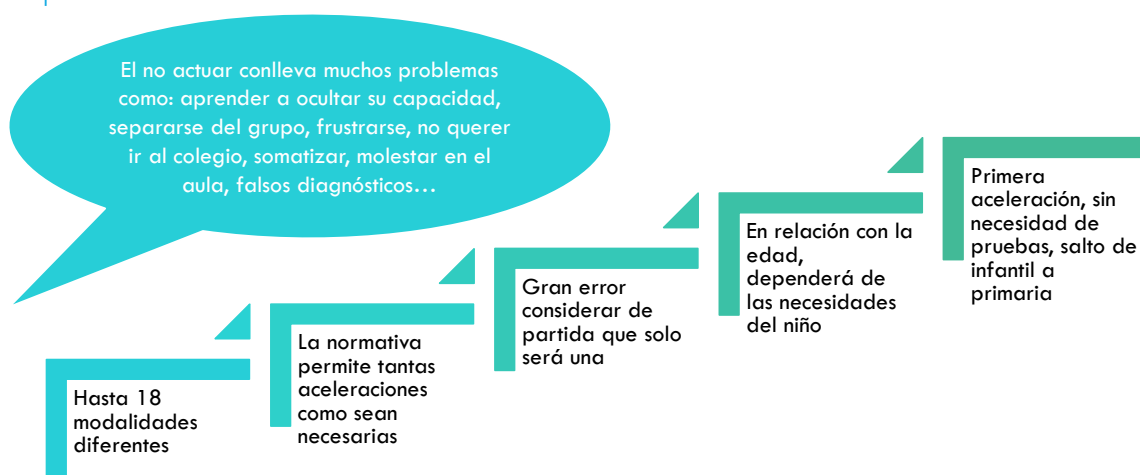 El no actuar conlleva muchos problemas
como: aprender a ocultar su capacidad,
separarse del grupo, frustrarse, no querer
ir al colegio, somatizar, molestar en el
aula, falsos diagnósticos…
Hasta 18
modalidades
diferentes
La normativa
permite tantas
aceleraciones
como sean
necesarias
Gran error
considerar de
partida que solo
será una
En relación con la
edad,
dependerá de
las necesidades
del niño
Primera
aceleración, sin
necesidad de
pruebas, salto de
infantil a
primaria